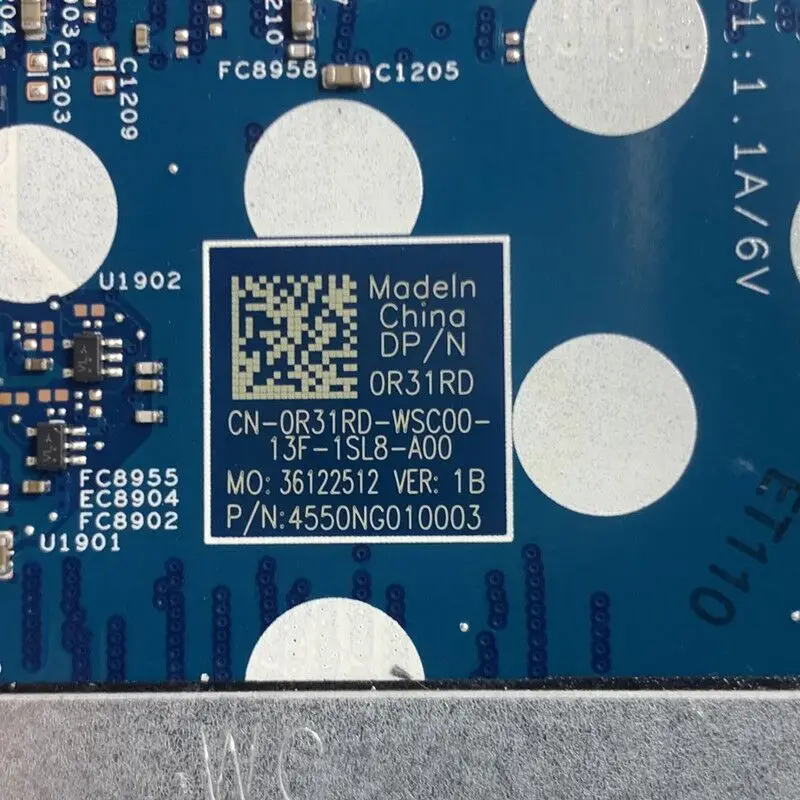 C1203
C1209
FC8958
C1205
1.1A/6V
U1902
MadeIn
China
DP/N
0R31RD
CN-0R31RD-WSC00-
13F-1SL8-A00
MO: 36122512 VER: 1B
P/N:4550NG010003
FC8955
EC8904
FC8902
U1901
ET110